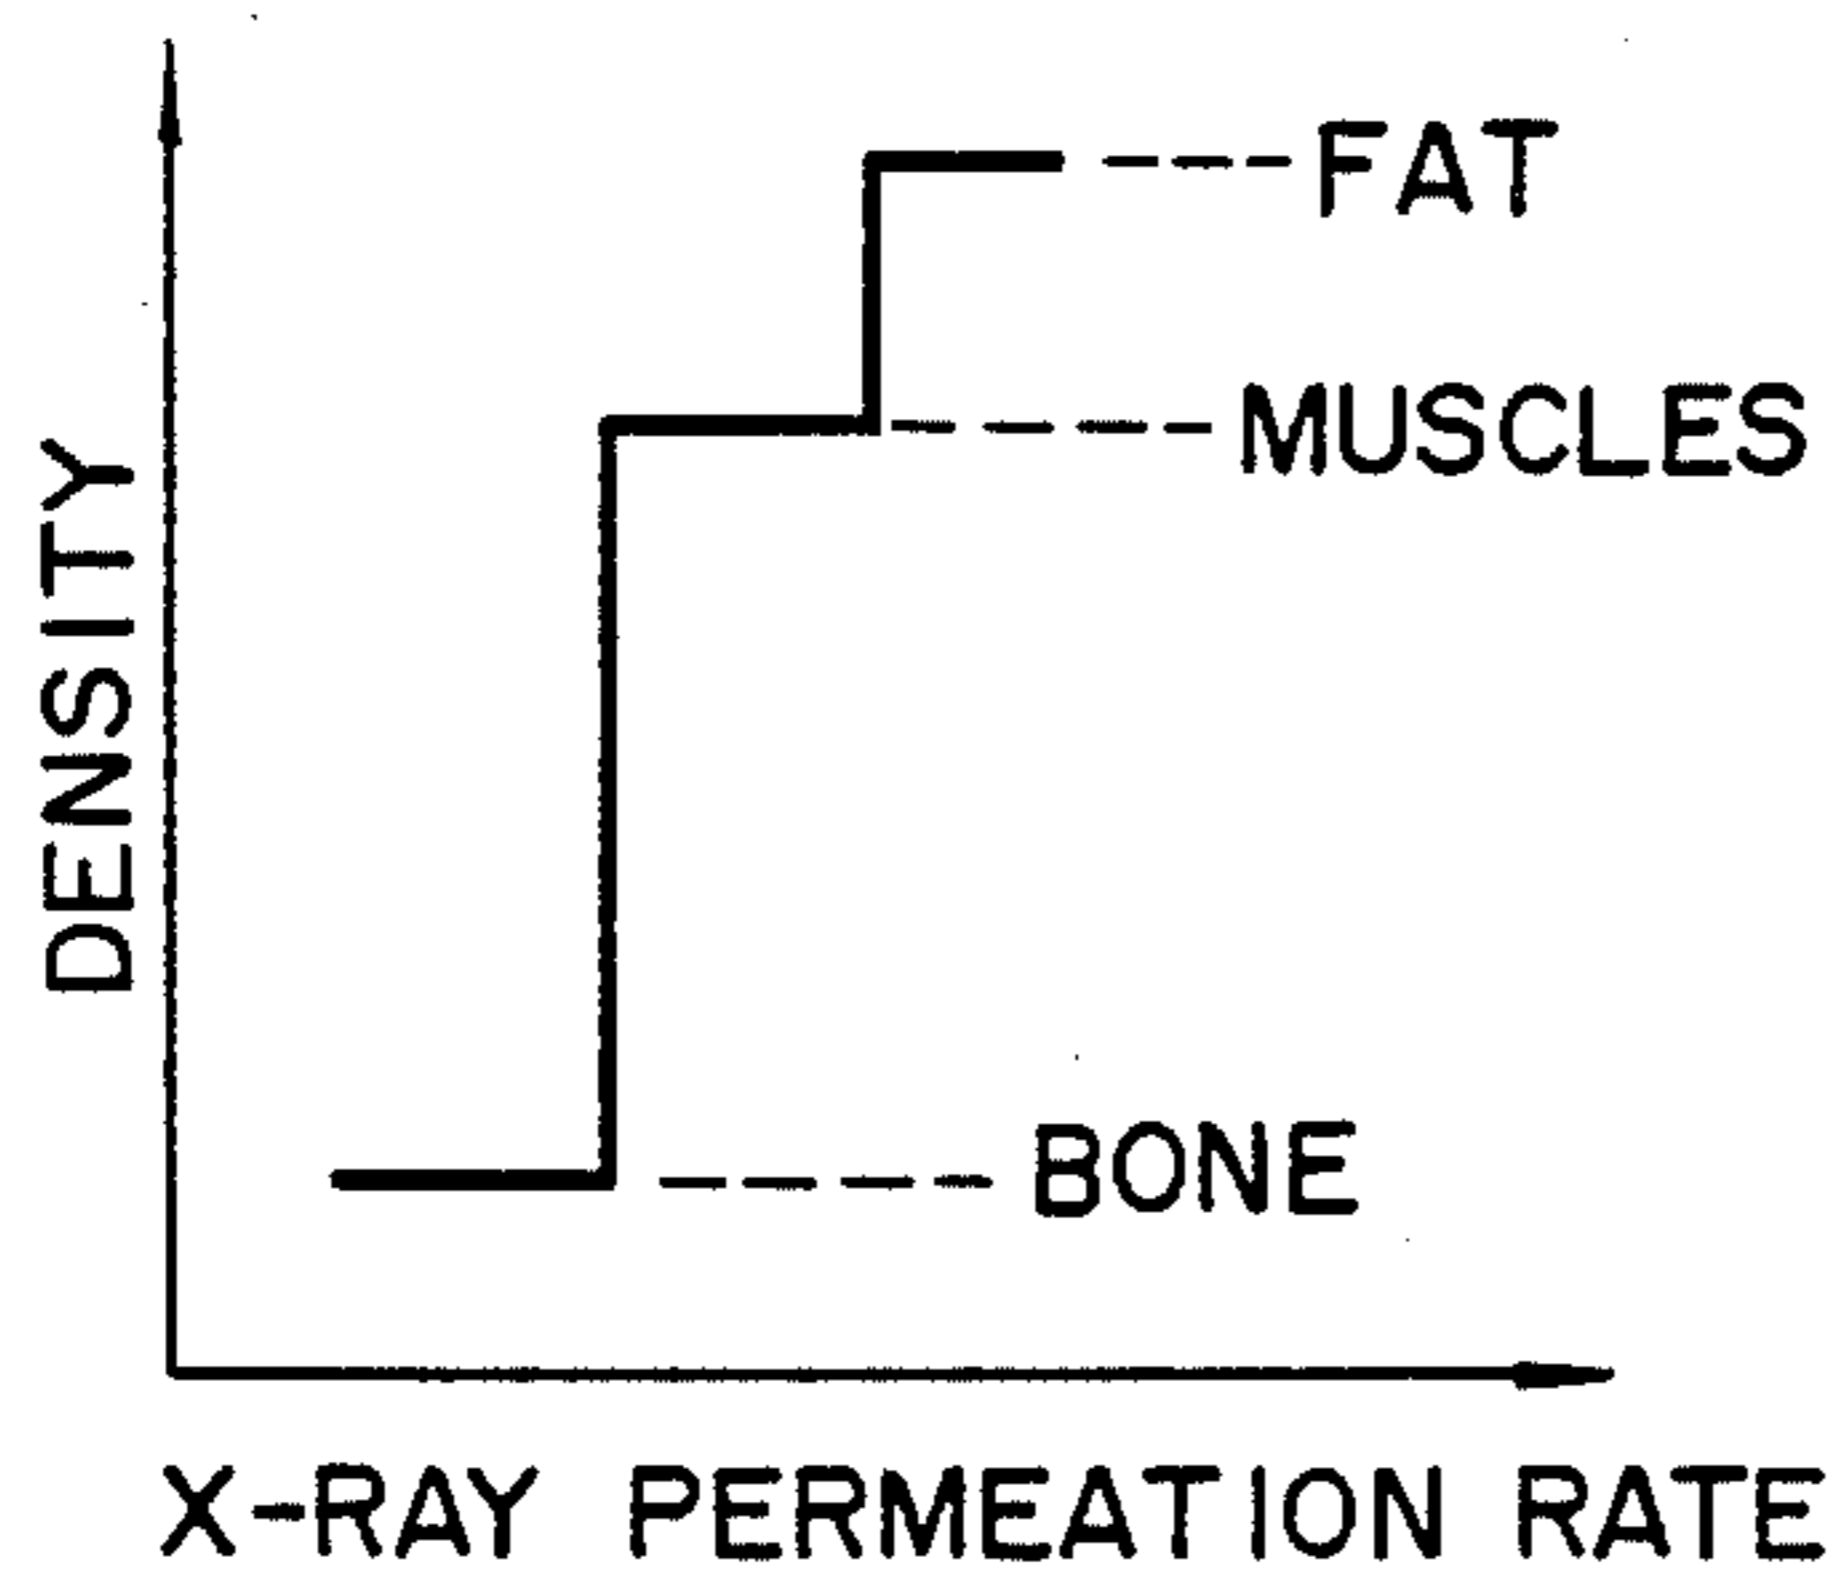 FAT
MUSCLES
DENSITY
BONE
X-RAY PERMEATION RATE